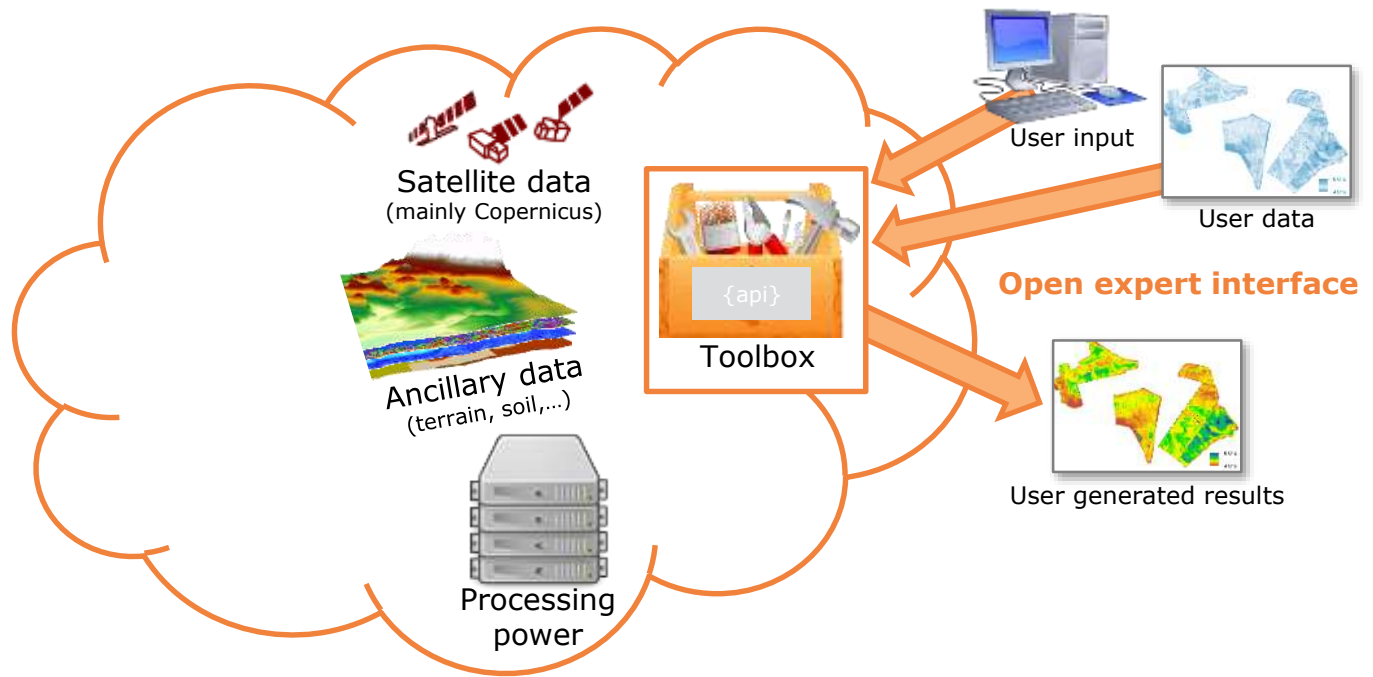 Satellite data
(mainly Copernicus)
Ancillary data
(terrain, soil,...)
Processing
power
{api}
Toolbox
User input
User data
Open expert interface
User generated results